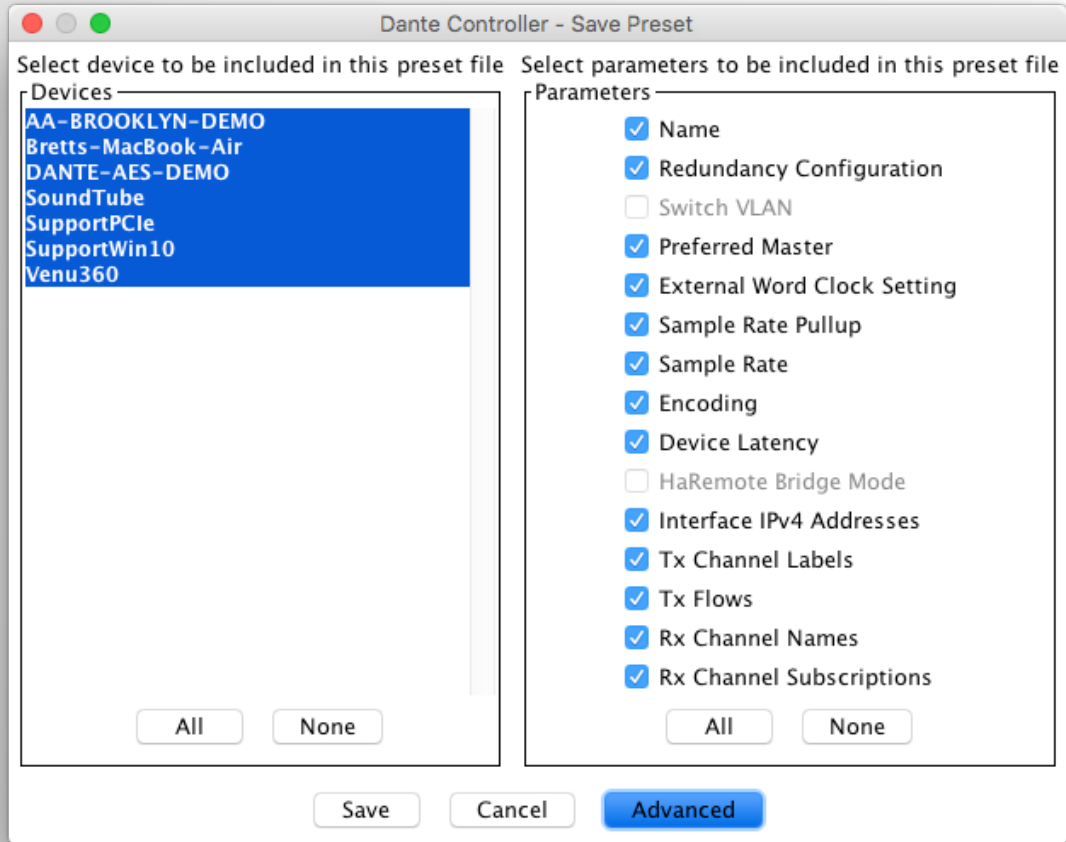 Dante Controller - Save Preset
Select device to be included in this preset file
Devices
AA-BROOKLYN-DEMO
Bretts-MacBook-Air
DANTE-AES-DEMO
SoundTube
SupportPCIe
SupportWin10
Venu360
All None
Select parameters to be included in this preset file
Parameters
Name
Redundancy Configuration
Switch VLAN
Preferred Master
External Word Clock Setting
Sample Rate Pullup
Sample Rate
Encoding
Device Latency
HaRemote Bridge Mode
Interface IPv4 Addresses
Tx Channel Labels
Tx Flows
Rx Channel Names
Rx Channel Subscriptions
All None
Save Cancel Advanced